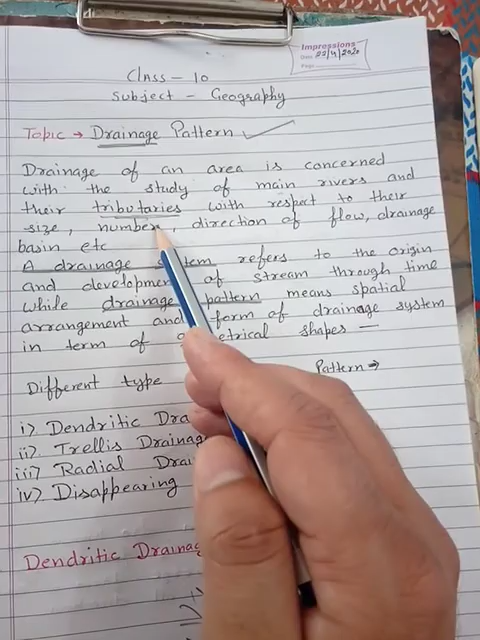 Impressions
Date 22/4/2020
Page
Class - 10
Subject - Geography
Topic → Drainage Pattern
Drainage of an area is concerned
with the study of main rivers and
their tributaries with respect to their
size, number, direction of flow, drainage
basin etc
A drainage system refers to the origin
and development of stream through time
while drainage pattern means spatial
arrangement and form of drainage system
in term of etrical shapes —
Different type Pattern →
i) Dendritic Dra
ii) Trellis Drainag
iii) Radial Drai
iv) Disappearing
Dendritic Drainag